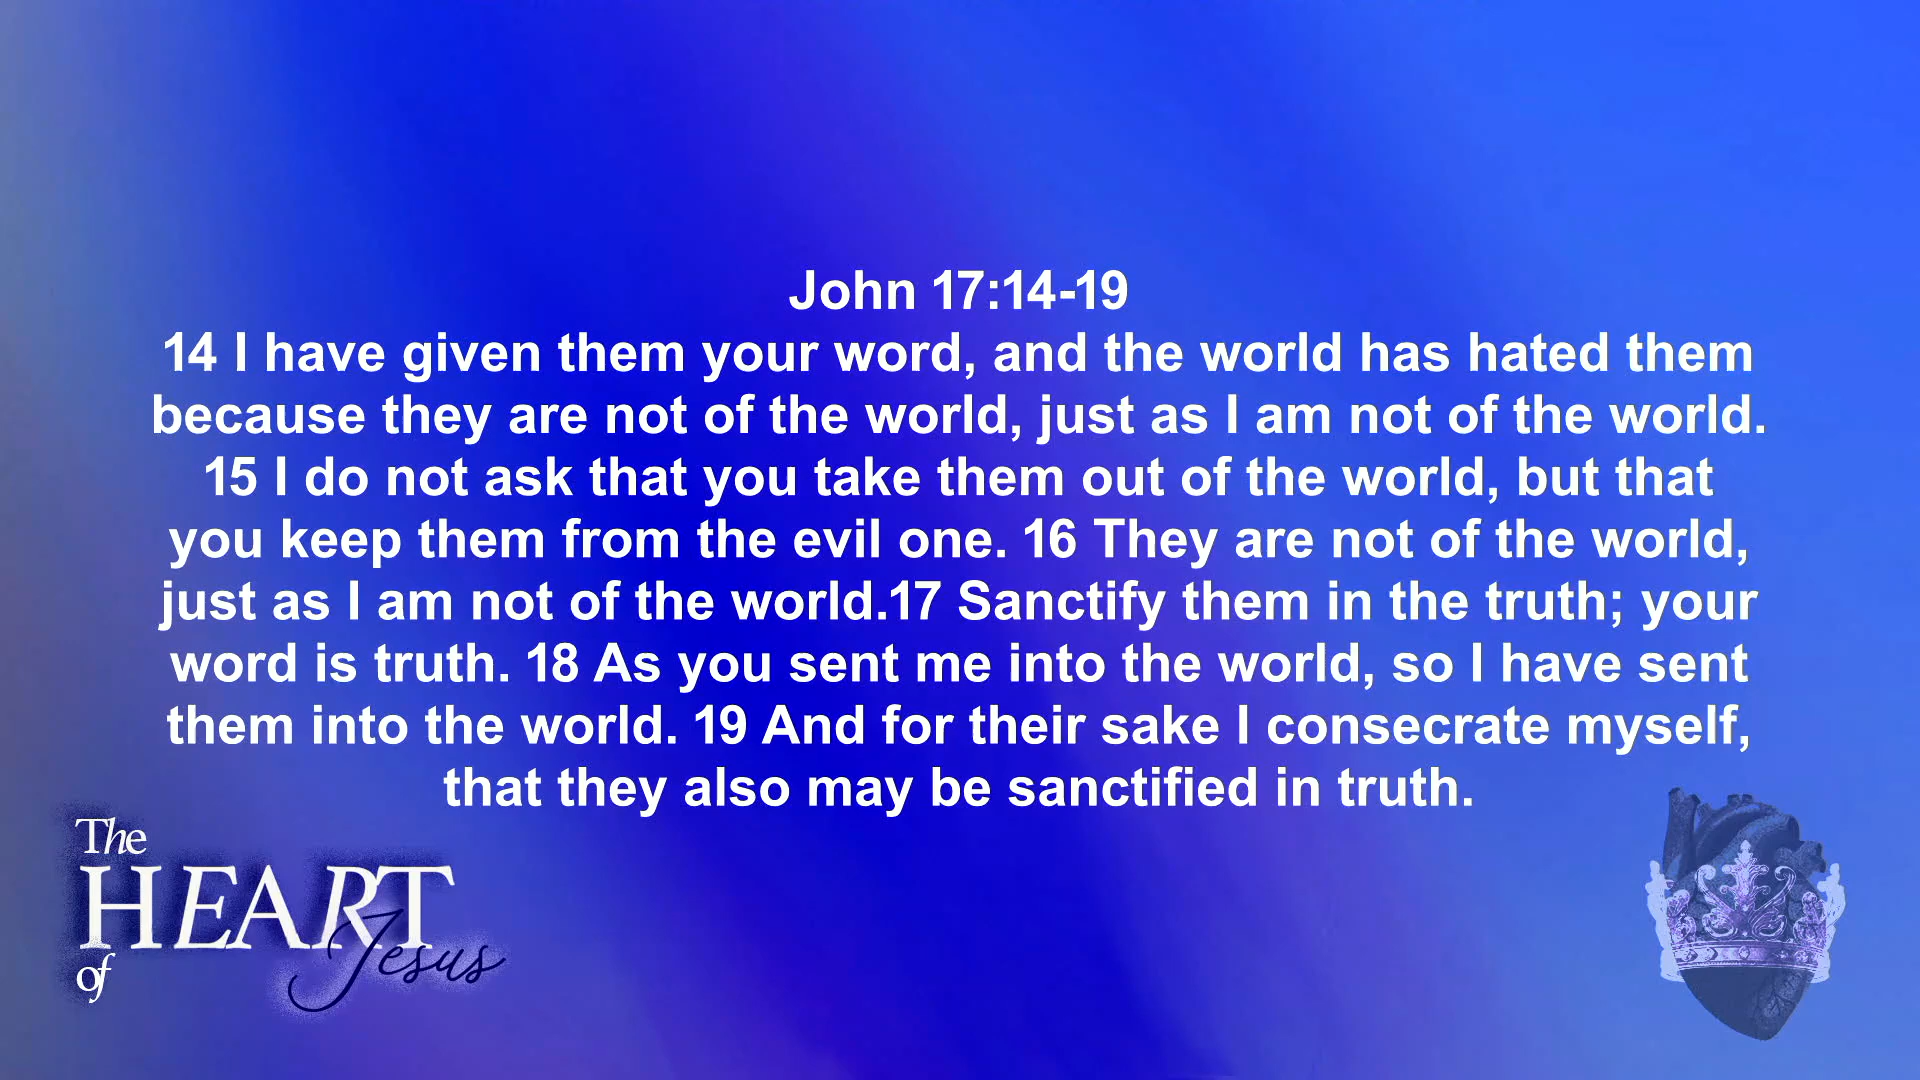 John 17:14-19
14 I have given them your word, and the world has hated them
because they are not of the world, just as I am not of the world.
15 I do not ask that you take them out of the world, but that
you keep them from the evil one. 16 They are not of the world,
just as I am not of the world.17 Sanctify them in the truth; your
word is truth. 18 As you sent me into the world, so I have sent
them into the world. 19 And for their sake I consecrate myself,
that they also may be sanctified in truth.
The
HEART
of
Jesus